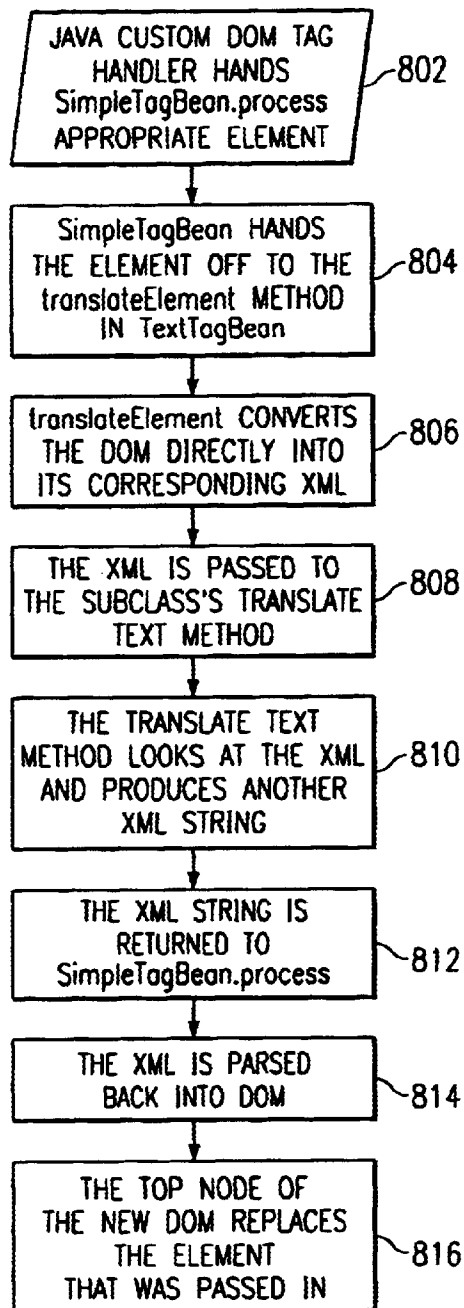 JAVA CUSTOM DOM TAG
HANDLER HANDS
SimpleTagBean.process
APPROPRIATE ELEMENT
802
SimpleTagBean HANDS
THE ELEMENT OFF TO THE
translateElement METHOD
IN TextTagBean
804
translateElement CONVERTS
THE DOM DIRECTLY INTO
ITS CORRESPONDING XML
806
THE XML IS PASSED TO
THE SUBCLASS'S TRANSLATE
TEXT METHOD
808
THE TRANSLATE TEXT
METHOD LOOKS AT THE XML
AND PRODUCES ANOTHER
XML STRING
810
THE XML STRING IS
RETURNED TO
SimpleTagBean.process
812
THE XML IS PARSED
BACK INTO DOM
814
THE TOP NODE OF
THE NEW DOM REPLACES
THE ELEMENT
THAT WAS PASSED IN
816